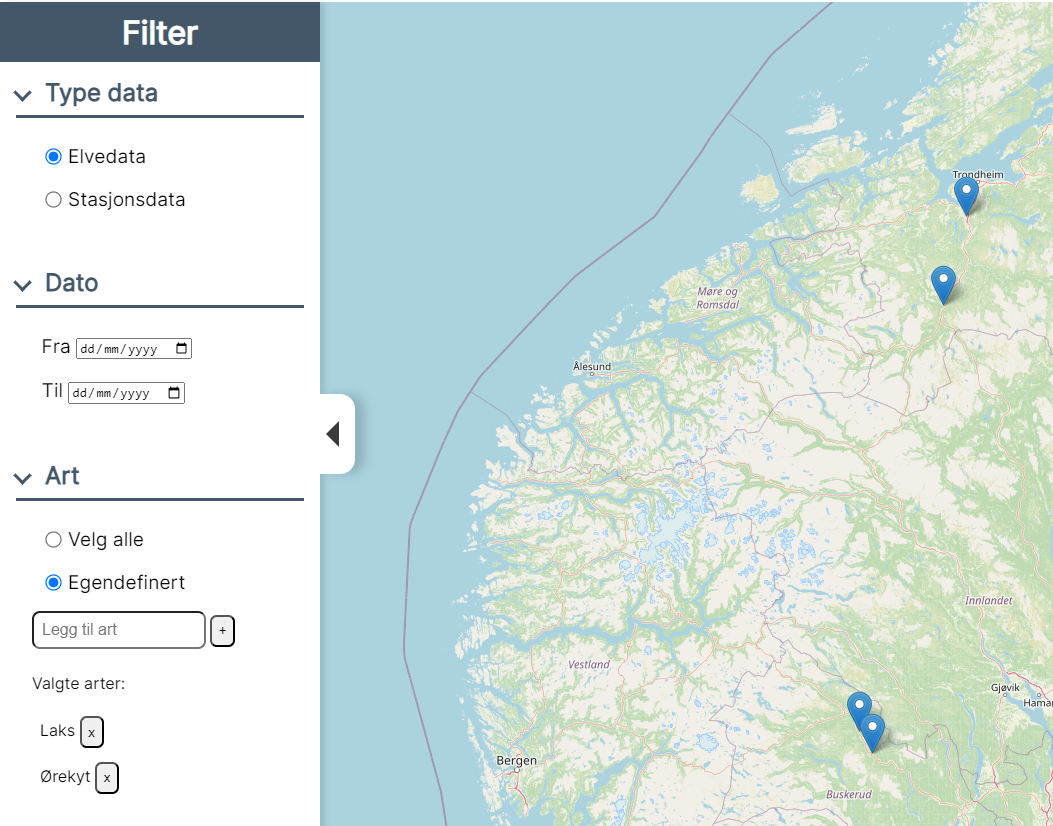 Filter
Type data
Elvedata
Stasjonsdata
Dato
Fra dd/mm/yyyy
Til dd/mm/yyyy
Art
Velg alle
Egendefinert
Legg til art +
Valgte arter:
Laks x
Ørekyt x
Trondheim
Møre og
Romsdal
Ålesund
Innlandet
Vestland
Gjøvik
Hamar
Bergen
Buskerud